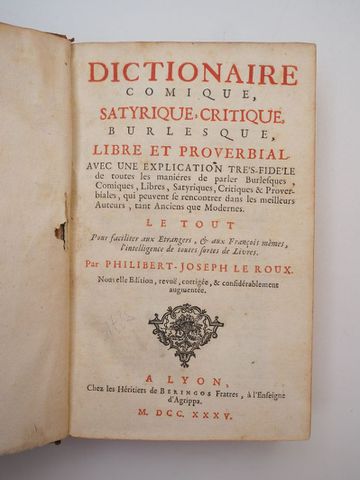 DICTIONAIRE
COMIQUE,
SATYRIQUE, CRITIQUE,
BURLESQUE,
LIBRE ET PROVERBIAL.
AVEC UNE EXPLICATION TRE'S-FIDE'LE
de toutes les maniéres de parler Burlesques,
Comiques, Libres, Satyriques, Critiques & Prover-
biales, qui peuvent se rencontrer dans les meilleurs
Auteurs, tant Anciens que Modernes.
LE TOUT
Pour faciliter aux Etrangers, & aux François mêmes,
l'intelligence de toutes sortes de Livres.
Par PHILIBERT-JOSEPH LE ROUX.
Nouvelle Edition, revuë, corrigée, & considérablement
augmentée.
A LYON,
Chez les Héritiers de BERINGOS Fratres, à l'Enseigne
d'Agrippa.
M. DCC. XXXV.